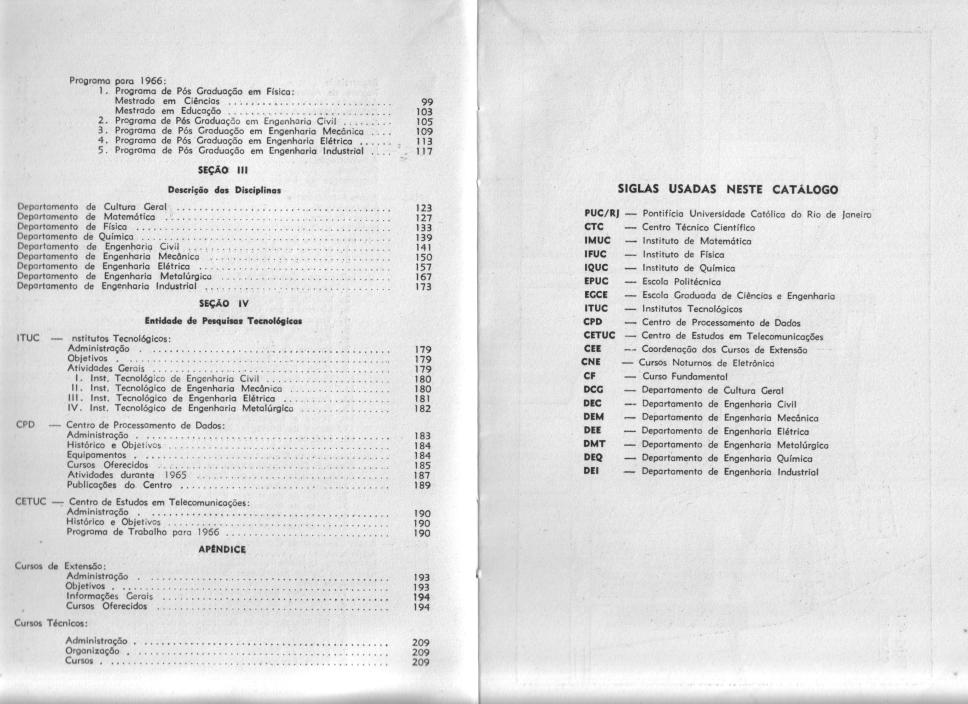 Programa para 1966:
1. Programa de Pós Graduação em Física:
Mestrado em Ciências .......................... 99
Mestrado em Educação .......................... 103
2. Programa de Pós Graduação em Engenharia Civil ........ 105
3. Programa de Pós Graduação em Engenharia Mecânica .... 109
4. Programa de Pós Graduação em Engenharia Elétrica ...... 113
5. Programa de Pós Graduação em Engenharia Industrial .... 117
SEÇÃO III
Descrição das Disciplinas
Departamento de Cultura Geral .......................... 123
Departamento de Matemática .......................... 127
Departamento de Física .......................... 133
Departamento de Química .......................... 139
Departamento de Engenharia Civil .......................... 141
Departamento de Engenharia Mecânica .......................... 150
Departamento de Engenharia Elétrica .......................... 157
Departamento de Engenharia Metalúrgica .......................... 167
Departamento de Engenharia Industrial .......................... 173
SEÇÃO IV
Entidade de Pesquisas Tecnológicas
ITUC — nstitutos Tecnológicos:
Administração .......................... 179
Objetivos .......................... 179
Atividades Gerais .......................... 179
I. Inst. Tecnológico de Engenharia Civil .................... 180
II. Inst. Tecnológico de Engenharia Mecânica .................. 180
III. Inst. Tecnológico de Engenharia Elétrica .................. 181
IV. Inst. Tecnológico de Engenharia Metalúrgica ................ 182
CPD — Centro de Processamento de Dados:
Administração .......................... 183
Histórico e Objetivos .......................... 184
Equipamentos .......................... 184
Cursos Oferecidos .......................... 185
Atividades durante 1965 .......................... 187
Publicações do Centro .......................... 189
CETUC — Centro de Estudos em Telecomunicações:
Administração .......................... 190
Histórico e Objetivos .......................... 190
Programa de Trabalho para 1966 .......................... 190
APÊNDICE
Cursos de Extensão:
Administração .......................... 193
Objetivos .......................... 193
Informações Gerais .......................... 194
Cursos Oferecidos .......................... 194
Cursos Técnicos:
Administração .......................... 209
Organização .......................... 209
Cursos .......................... 209
SIGLAS USADAS NESTE CATÁLOGO
PUC/RJ — Pontifícia Universidade Católica do Rio de Janeiro
CTC — Centro Técnico Científico
IMUC — Instituto de Matemática
IFUC — Instituto de Física
IQUC — Instituto de Química
EPUC — Escola Politécnica
EGCE — Escola Graduada de Ciências e Engenharia
ITUC — Institutos Tecnológicos
CPD — Centro de Processamento de Dados
CETUC — Centro de Estudos em Telecomunicações
CEE — Coordenação dos Cursos de Extensão
CNE — Cursos Noturnos de Eletrônica
CF — Curso Fundamental
DCG — Departamento de Cultura Geral
DEC — Departamento de Engenharia Civil
DEM — Departamento de Engenharia Mecânica
DEE — Departamento de Engenharia Elétrica
DMT — Departamento de Engenharia Metalúrgica
DEQ — Departamento de Engenharia Química
DEI — Departamento de Engenharia Industrial